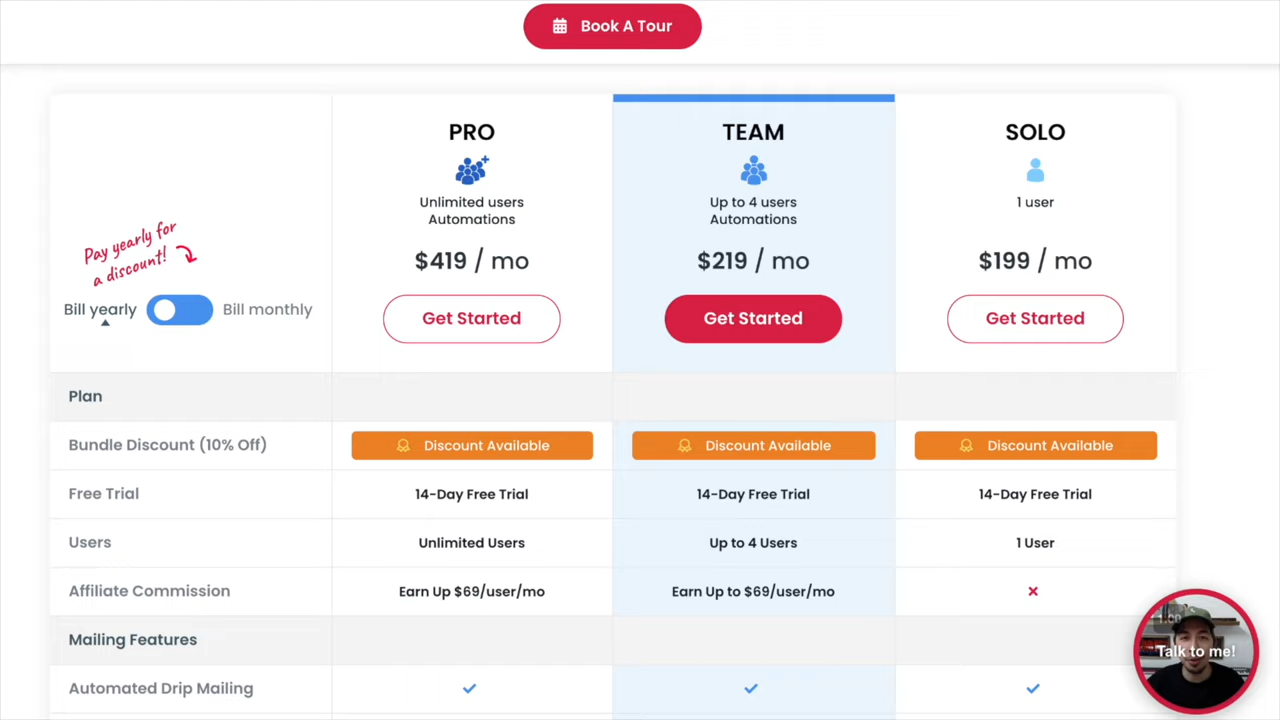 Book A Tour
PRO
Unlimited users
Automations
$419 / mo
Get Started
TEAM
Up to 4 users
Automations
$219 / mo
Get Started
SOLO
1 user
$199 / mo
Get Started
Pay yearly for
a discount!
Bill yearly
Bill monthly
Plan
Bundle Discount (10% Off)
Discount Available
Discount Available
Discount Available
Free Trial
14-Day Free Trial
14-Day Free Trial
14-Day Free Trial
Users
Unlimited Users
Up to 4 Users
1 User
Affiliate Commission
Earn Up $69/user/mo
Earn Up to $69/user/mo
Mailing Features
Automated Drip Mailing
1:00
Talk to me!